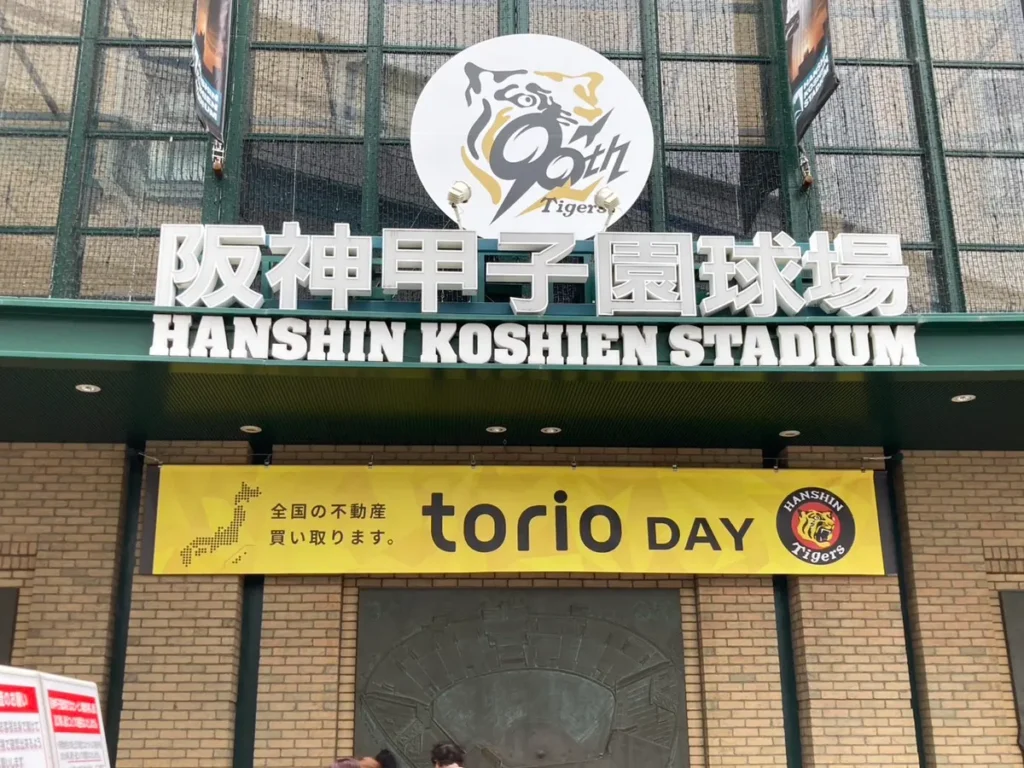 90th
Tigers
阪神甲子園球場
HANSHIN KOSHIEN STADIUM
全国の不動産
買い取ります。
torio DAY
HANSHIN
Tigers